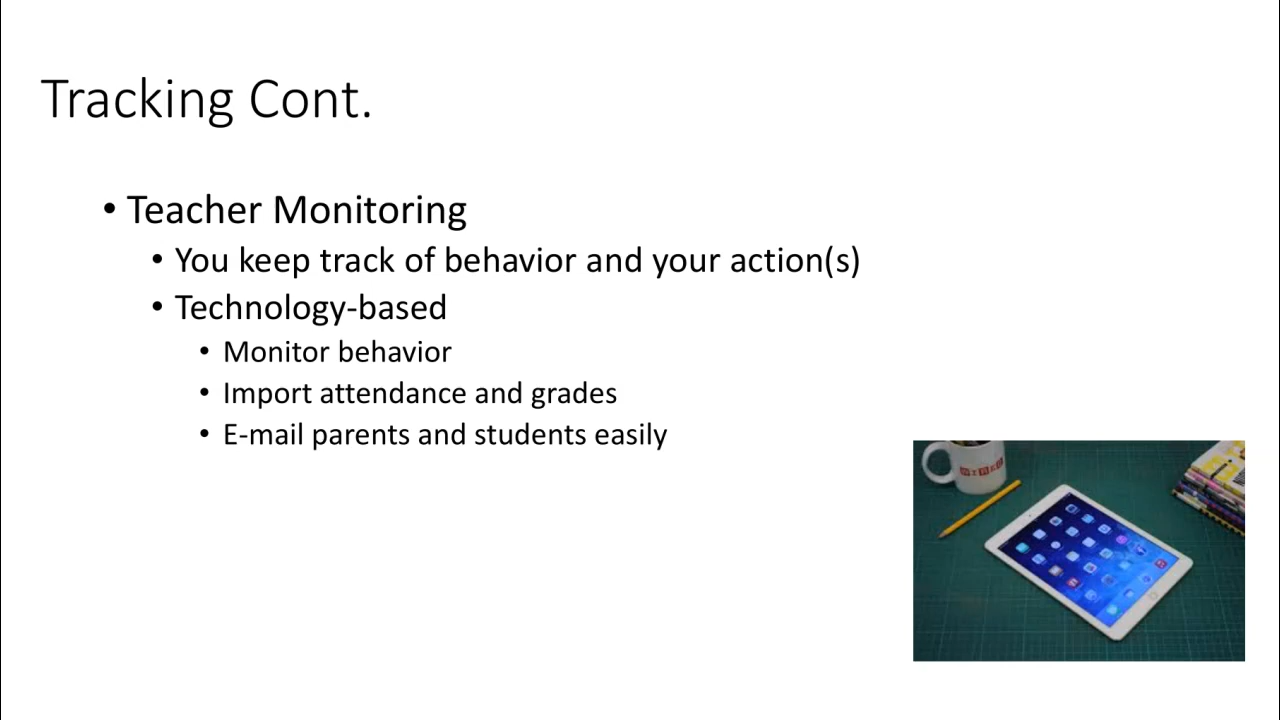 Tracking Cont.
• Teacher Monitoring
• You keep track of behavior and your action(s)
• Technology-based
• Monitor behavior
• Import attendance and grades
• E-mail parents and students easily
WIRED